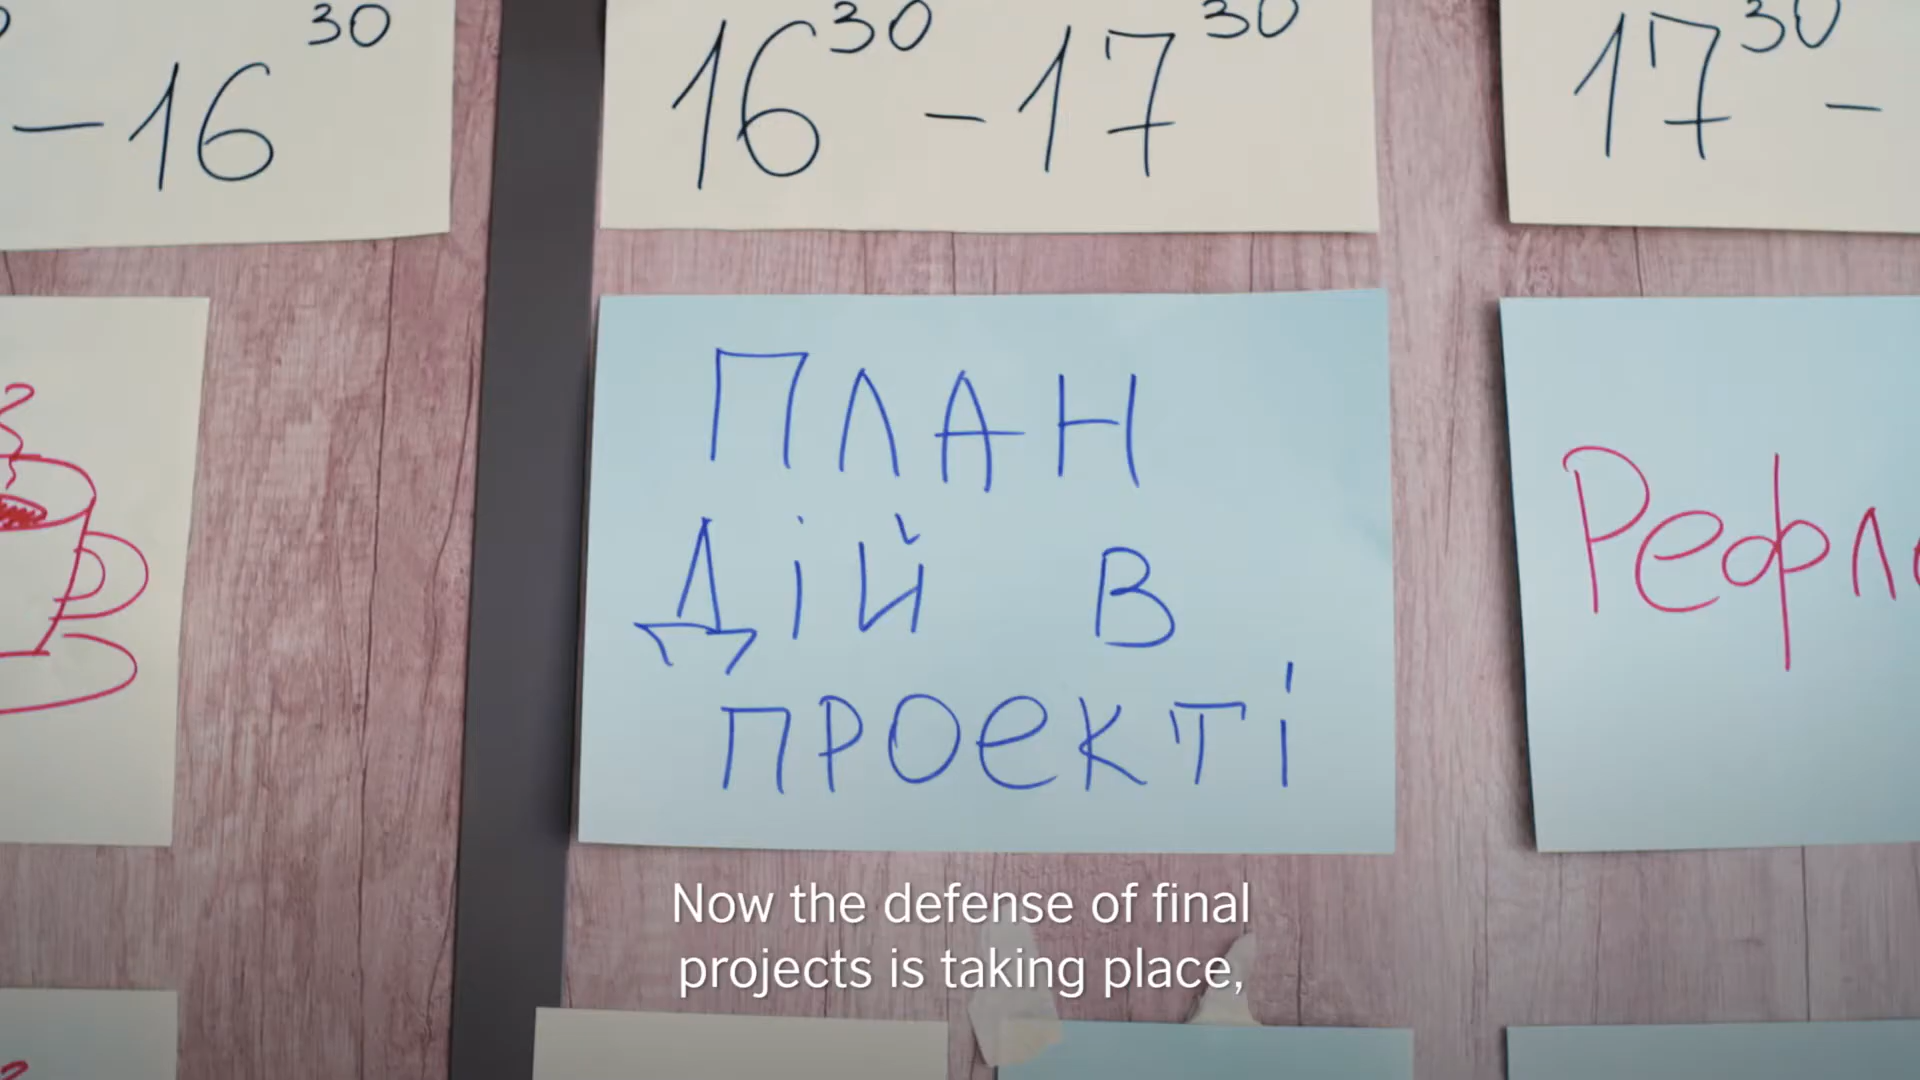 – 16 30
16 30 – 17 30
17 30 –
ПЛАН
ДІЙ В
ПРОЕКТІ
Now the defense of final
projects is taking place,